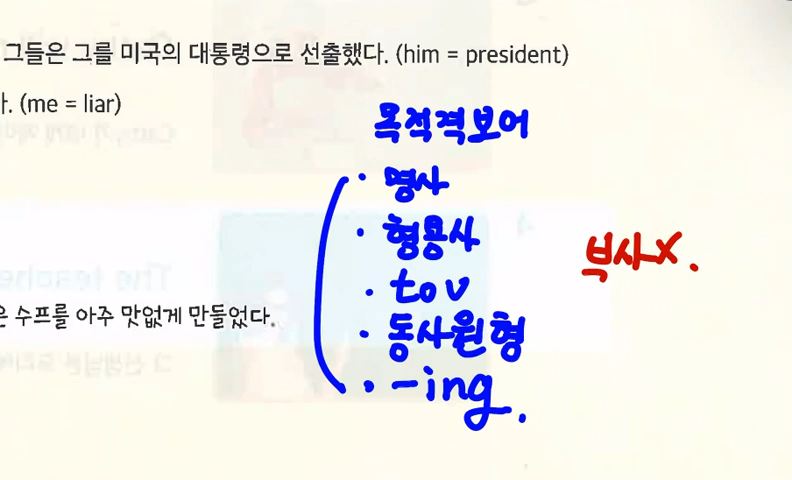 그들은 그를 미국의 대통령으로 선출했다. (him = president)
다. (me = liar)
목적격보어
· 명사
· 형용사
부사X.
· to v
은 수프를 아주 맛없게 만들었다.
· 동사원형
· -ing.